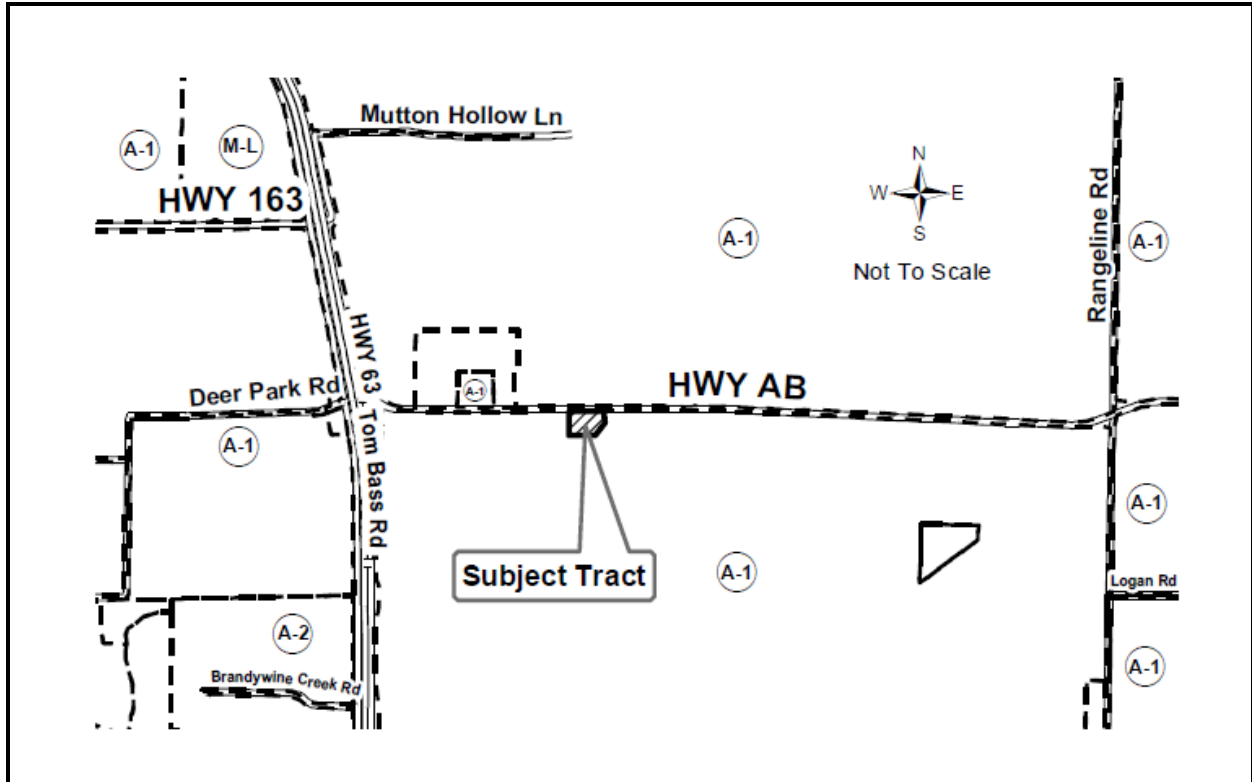 Mutton Hollow Ln
A-1
M-L
N
HWY 163
W
E
S
A-1
A-1
Rangeline Rd
Not To Scale
HWY 63 Tom Bass Rd
Deer Park Rd
A-1
HWY AB
A-1
A-1
Subject Tract
A-1
Logan Rd
A-2
A-1
Brandywine Creek Rd